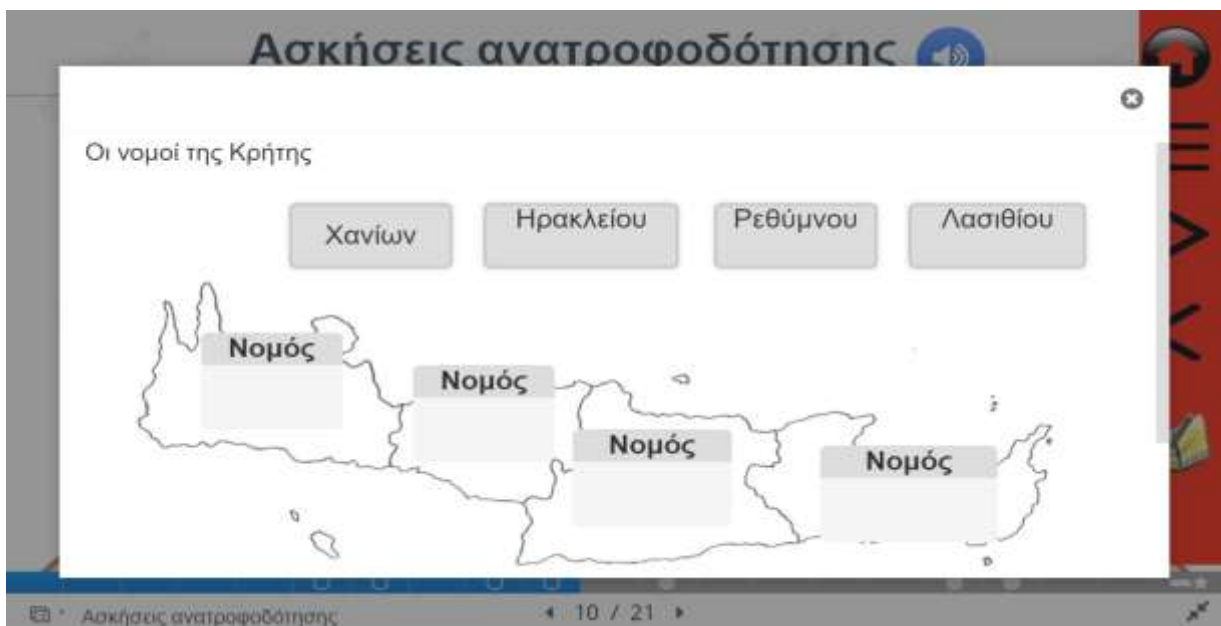 Ασκήσεις ανατροφοδότησης
Οι νομοί της Κρήτης
Χανίων
Ηρακλείου
Ρεθύμνου
Λασιθίου
Νομός
Νομός
Νομός
Νομός
Ασκήσεις ανατροφοδότησης
10 / 21